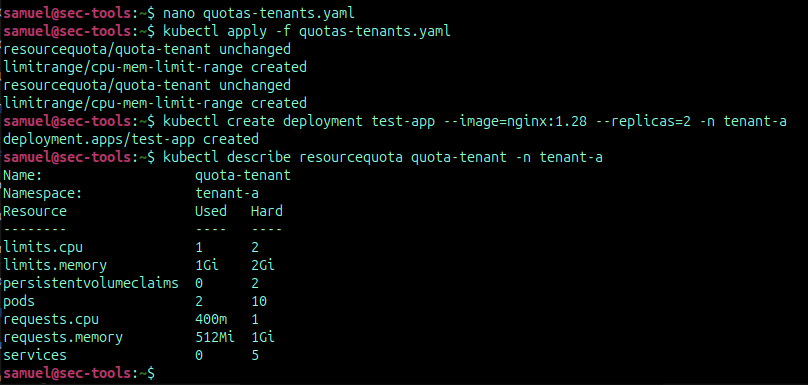 samuel@sec-tools:~$ nano quotas-tenants.yaml
samuel@sec-tools:~$ kubectl apply -f quotas-tenants.yaml
resourcequota/quota-tenant unchanged
limitrange/cpu-mem-limit-range created
resourcequota/quota-tenant unchanged
limitrange/cpu-mem-limit-range created
samuel@sec-tools:~$ kubectl create deployment test-app --image=nginx:1.28 --replicas=2 -n tenant-a
deployment.apps/test-app created
samuel@sec-tools:~$ kubectl describe resourcequota quota-tenant -n tenant-a
Name:                   quota-tenant
Namespace:              tenant-a
Resource                Used   Hard
--------                ----   ----
limits.cpu              1      2
limits.memory           1Gi    2Gi
persistentvolumeclaims  0      2
pods                    2      10
requests.cpu            400m   1
requests.memory         512Mi  1Gi
services                0      5
samuel@sec-tools:~$